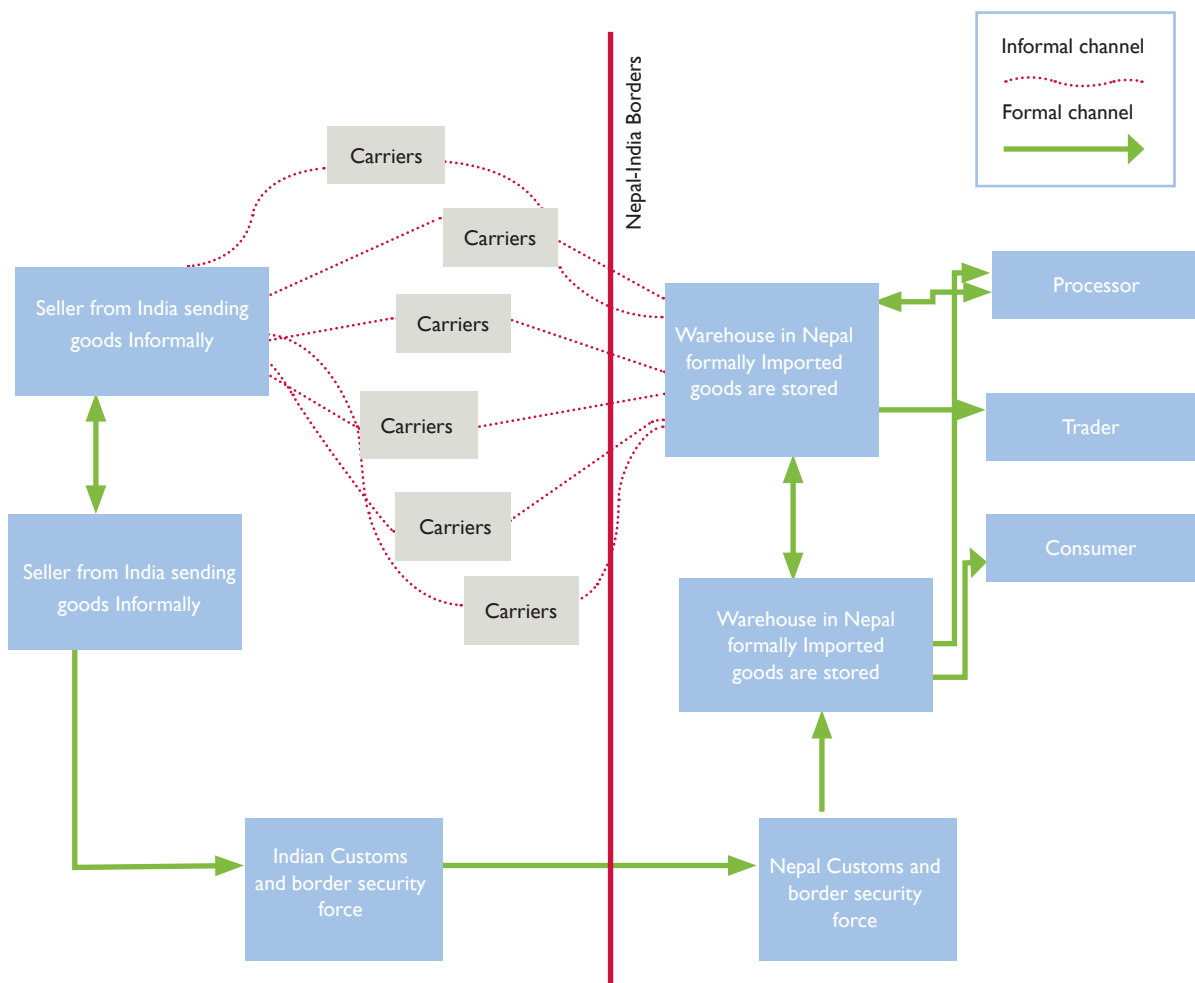 Informal channel
Formal channel
Nepal-India Borders
Carriers
Carriers
Carriers
Carriers
Carriers
Carriers
Seller from India sending
goods Informally
Seller from India sending
goods Informally
Warehouse in Nepal
formally Imported
goods are stored
Processor
Trader
Consumer
Warehouse in Nepal
formally Imported
goods are stored
Indian Customs
and border security
force
Nepal Customs and
border security
force